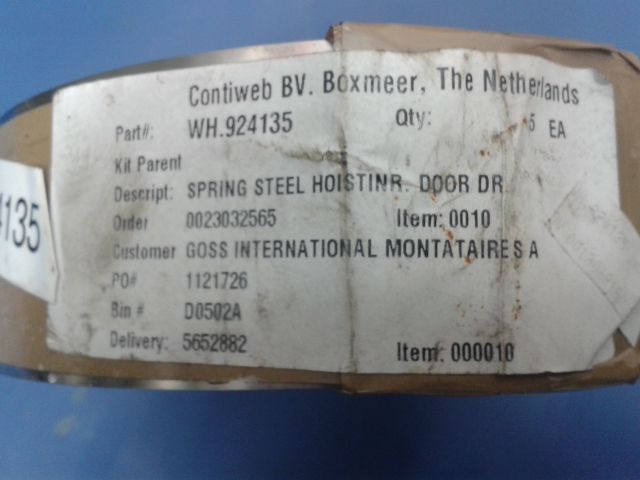 Contiweb BV. Boxmeer, The Netherlands
Part#: WH.924135 Qty: 5 EA
Kit Parent
Descript: SPRING STEEL HOISTINR. DOOR DR.
Order 0023032565 Item: 0010
Customer GOSS INTERNATIONAL MONTATAIRES A
PO# 1121726
Bin # D0502A
Delivery: 5652882 Item: 000010
4135